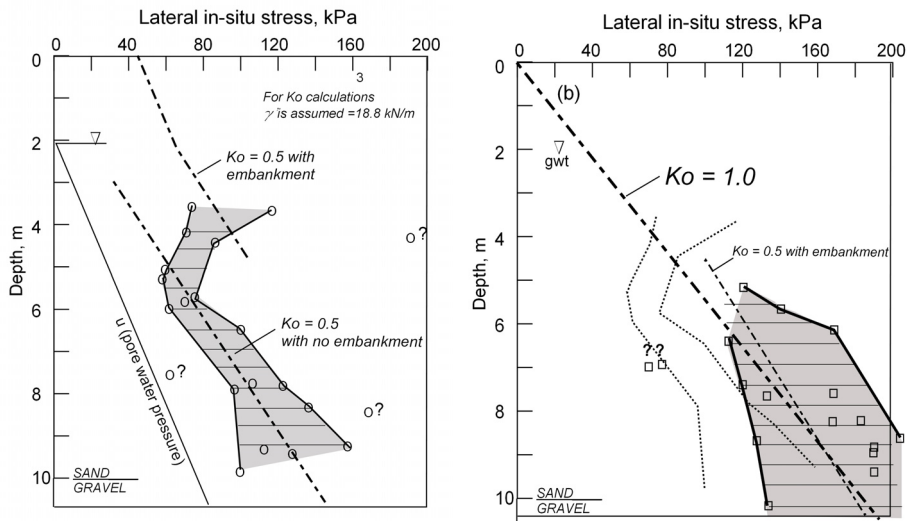 Lateral in-situ stress, kPa
0 40 80 120 160 200
0
3
For Ko calculations
γ is assumed =18.8 kN/m
2
Ko = 0.5 with
embankment
4
o ?
Depth, m
6
Ko = 0.5
with no embankment
u (pore water pressure)
o ?
8
o ?
10
SAND
GRAVEL
Lateral in-situ stress, kPa
0 40 80 120 160 200
0
(b)
2
gwt
Ko = 1.0
4
Ko = 0.5 with embankment
Depth, m
6
? ?
8
10
SAND
GRAVEL